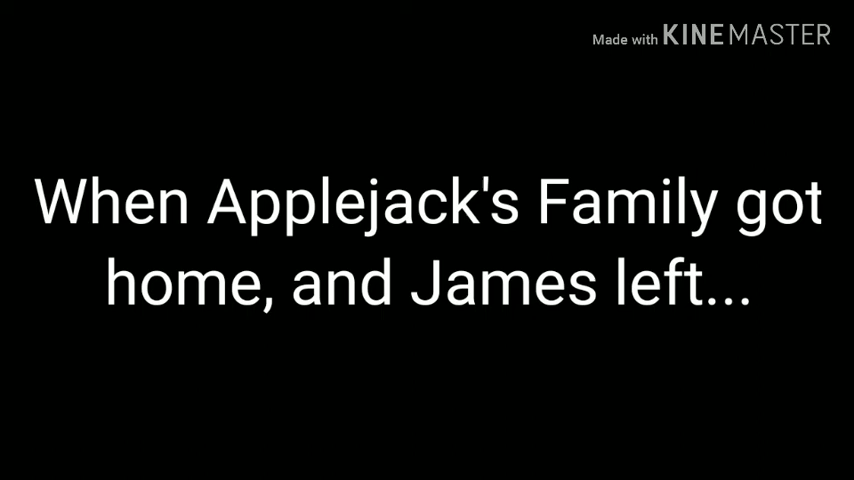 Made with KINEMASTER
When Applejack's Family got
home, and James left...